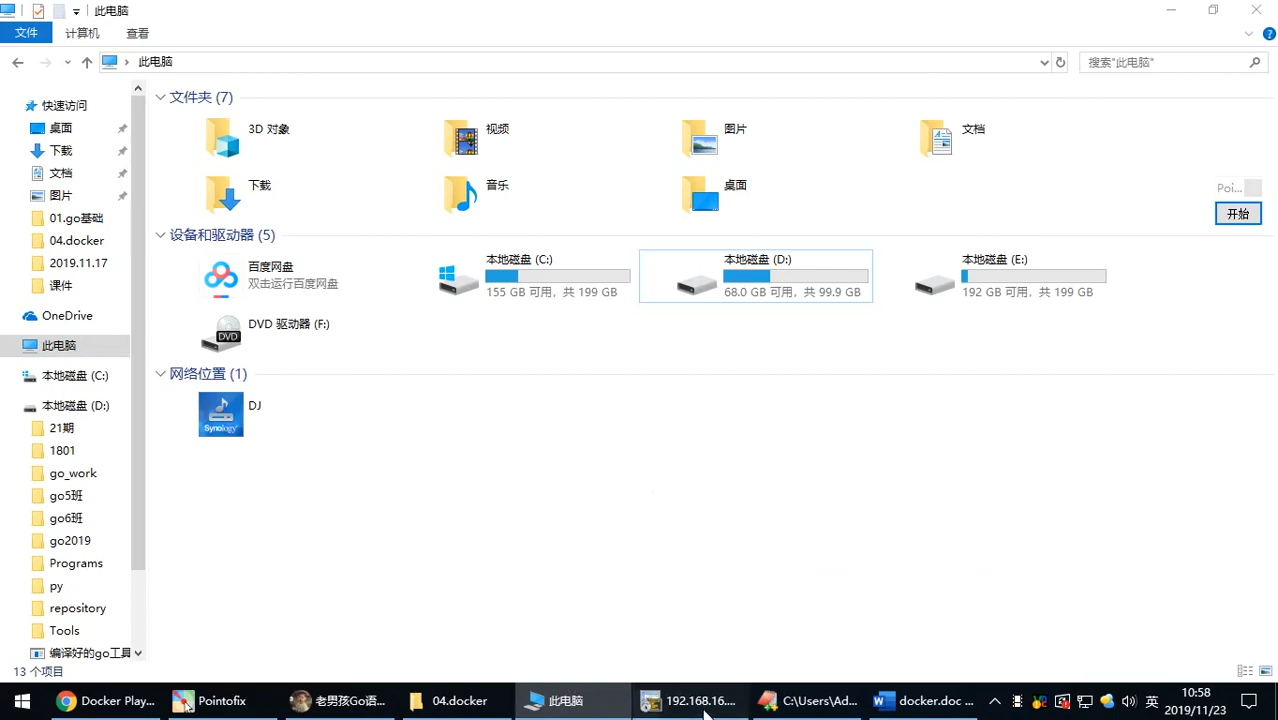 此电脑
文件 计算机 查看
此电脑 搜索"此电脑"
快速访问
桌面
下载
文档
图片
01.go基础
04.docker
2019.11.17
课件
OneDrive
此电脑
本地磁盘 (C:)
本地磁盘 (D:)
21期
1801
go_work
go5班
go6班
go2019
Programs
py
repository
Tools
编译好的go工具
13 个项目
文件夹 (7)
3D 对象 视频 图片 文档
下载 音乐 桌面
设备和驱动器 (5)
百度网盘
双击运行百度网盘
本地磁盘 (C:)
155 GB 可用，共 199 GB
本地磁盘 (D:)
68.0 GB 可用，共 99.9 GB
本地磁盘 (E:)
192 GB 可用，共 199 GB
DVD
DVD 驱动器 (F:)
网络位置 (1)
DJ
Synology
Poi...
开始
Docker Play... Pointofix 老男孩Go语... 04.docker 此电脑 192.168.16.... C:\Users\Ad... docker.doc ... 英
10:58
2019/11/23